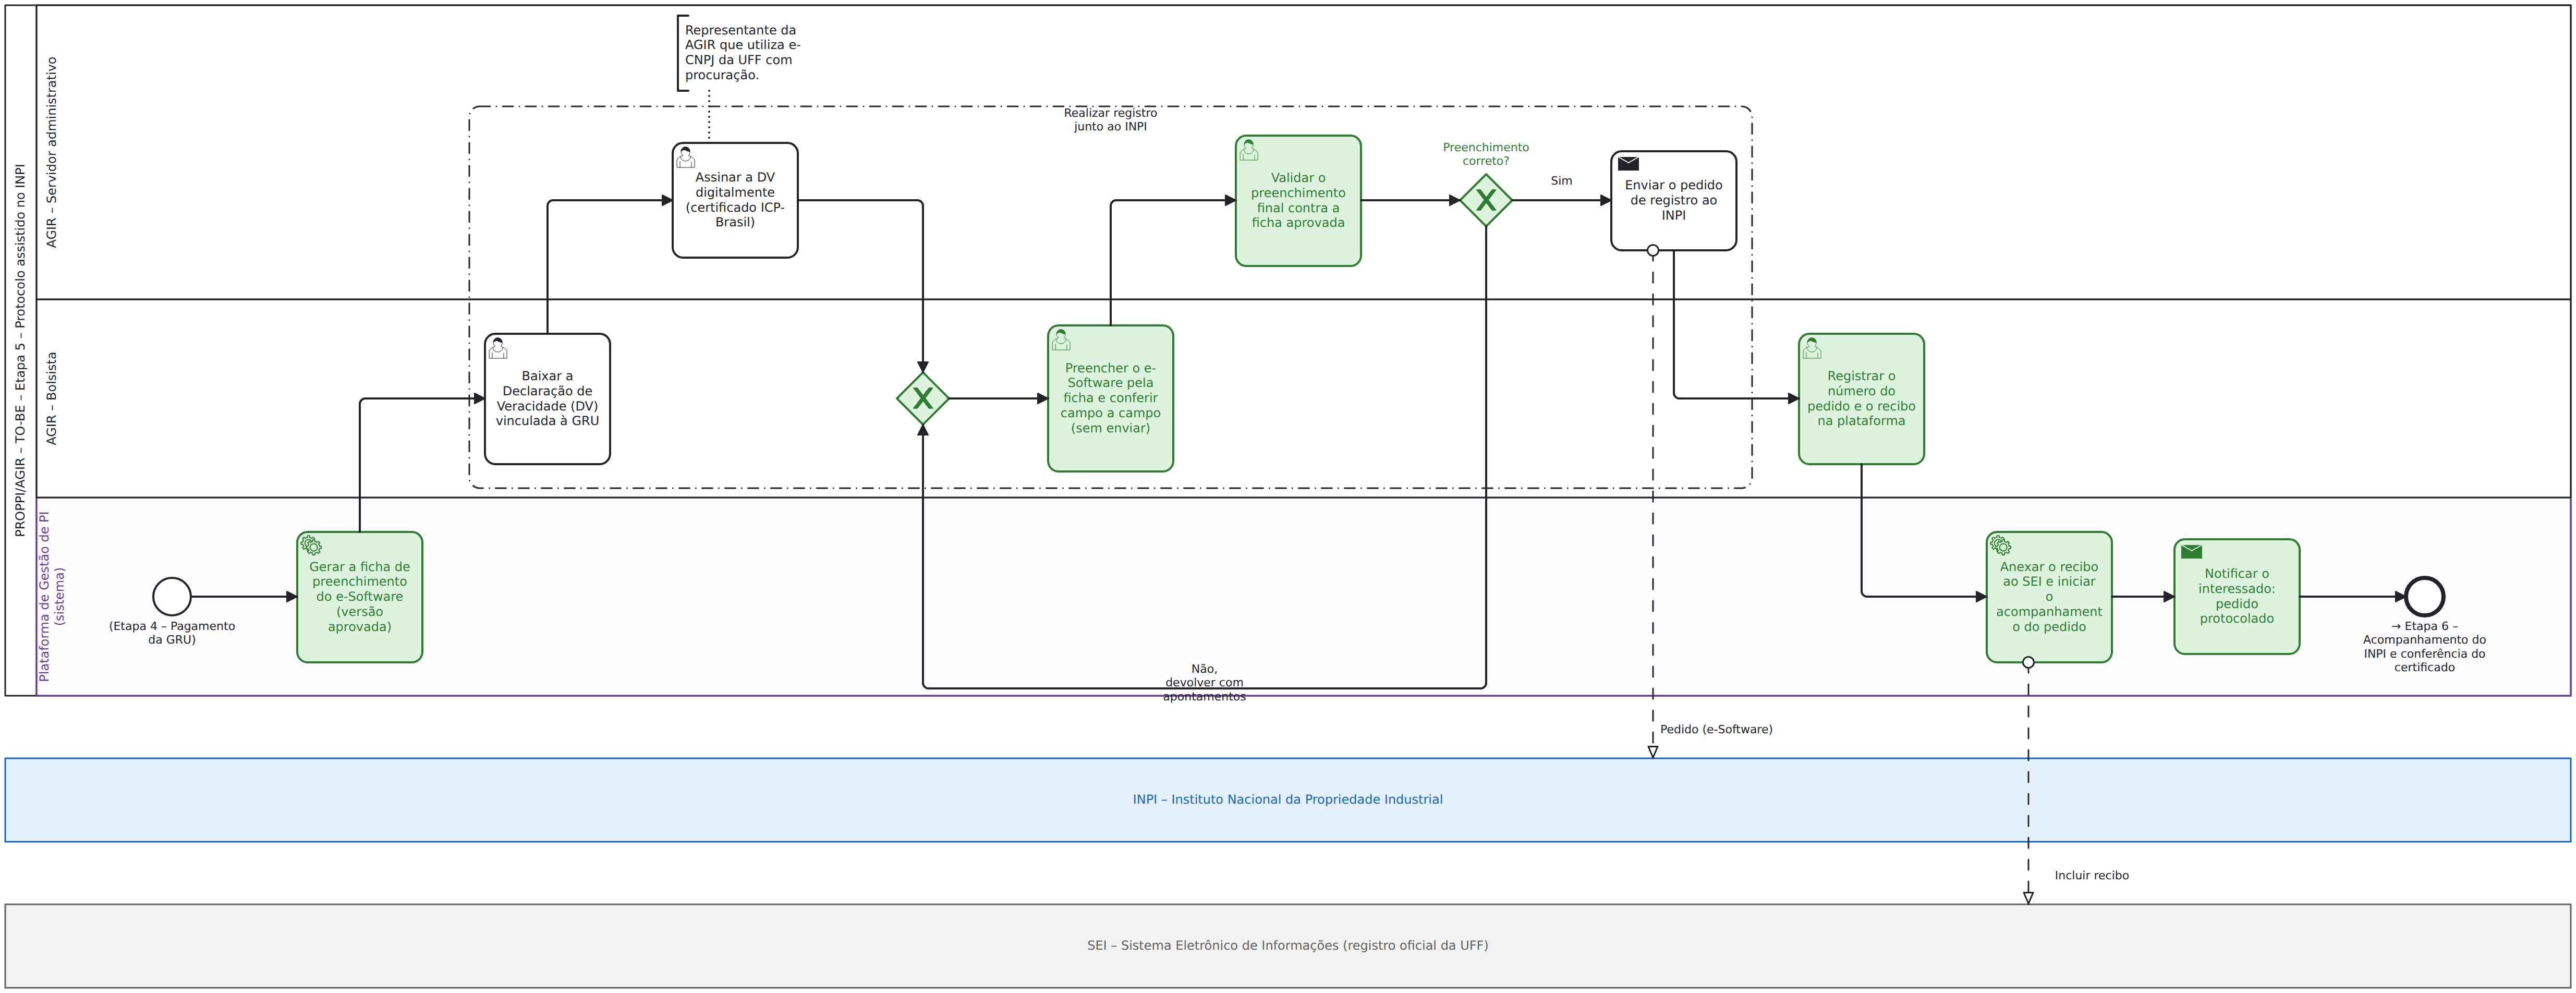 PROPPI/AGIR – TO-BE – Etapa 5 – Protocolo assistido no INPI
AGIR – Servidor administrativo
Representante da
AGIR que utiliza e-
CNPJ da UFF com
procuração.
Realizar registro
junto ao INPI
Assinar a DV
digitalmente
(certificado ICP-
Brasil)
Validar o
preenchimento
final contra a
ficha aprovada
Preenchimento
correto?
Sim
Enviar o pedido
de registro ao
INPI
AGIR – Bolsista
Baixar a
Declaração de
Veracidade (DV)
vinculada à GRU
Preencher o e-
Software pela
ficha e conferir
campo a campo
(sem enviar)
Registrar o
número do
pedido e o recibo
na plataforma
Plataforma de Gestão de PI
(sistema)
(Etapa 4 – Pagamento
da GRU)
Gerar a ficha de
preenchimento
do e-Software
(versão
aprovada)
Não,
devolver com
apontamentos
Anexar o recibo
ao SEI e iniciar
o
acompanhament
o do pedido
Notificar o
interessado:
pedido
protocolado
→ Etapa 6 –
Acompanhamento do
INPI e conferência do
certificado
Pedido (e-Software)
INPI – Instituto Nacional da Propriedade Industrial
Incluir recibo
SEI – Sistema Eletrônico de Informações (registro oficial da UFF)